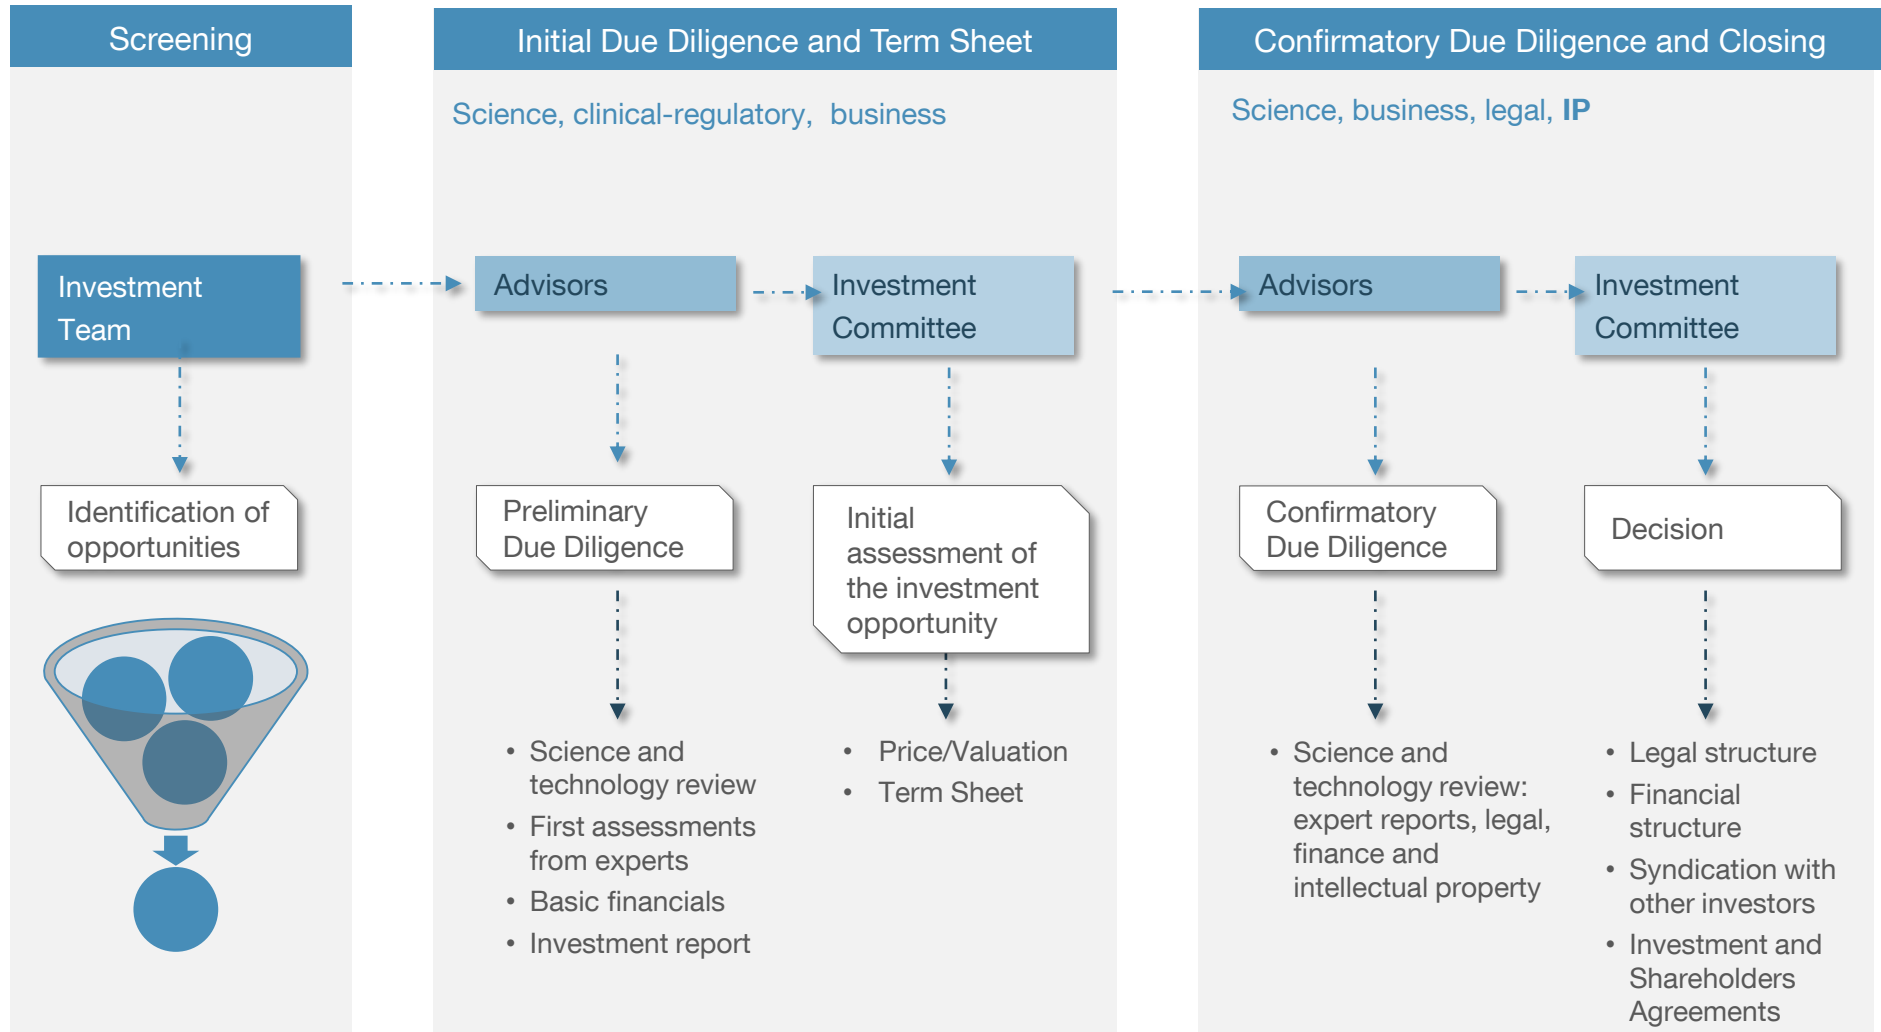 Screening
Investment
Team
Identification of
opportunities
Initial Due Diligence and Term Sheet
Science, clinical-regulatory, business
Advisors
Preliminary
Due Diligence
• Science and
technology review
• First assessments
from experts
• Basic financials
• Investment report
Investment
Committee
Initial
assessment of
the investment
opportunity
• Price/Valuation
• Term Sheet
Confirmatory Due Diligence and Closing
Science, business, legal, IP
Advisors
Confirmatory
Due Diligence
• Science and
technology review:
expert reports, legal,
finance and
intellectual property
Investment
Committee
Decision
• Legal structure
• Financial
structure
• Syndication with
other investors
• Investment and
Shareholders
Agreements